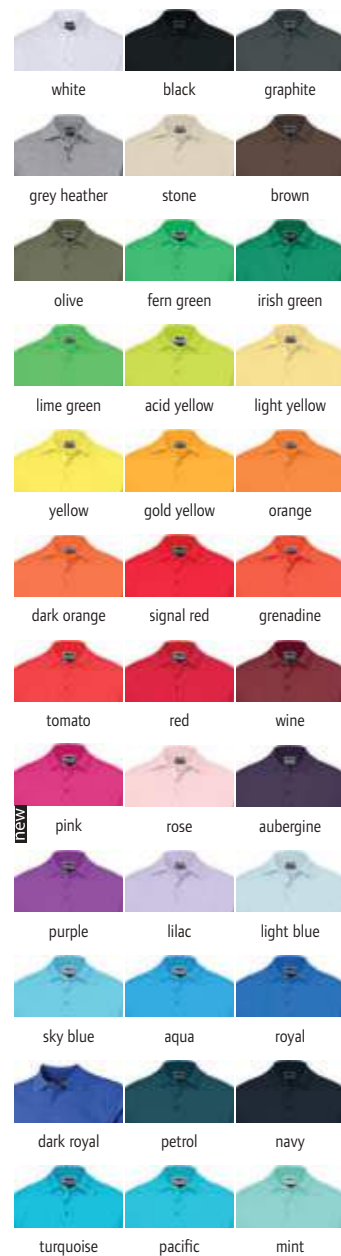 white black graphite
grey heather stone brown
olive fern green irish green
lime green acid yellow light yellow
yellow gold yellow orange
dark orange signal red grenadine
tomato red wine
new
pink rose aubergine
purple lilac light blue
sky blue aqua royal
dark royal petrol navy
turquoise pacific mint